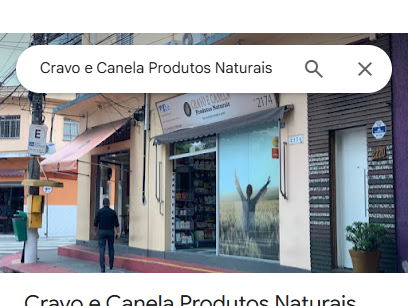 Cravo e Canela Produtos Naturais
CRAVO E CANELA
Produtos Naturais
2174
E
2174
Cravo e Canela Produtos Naturais